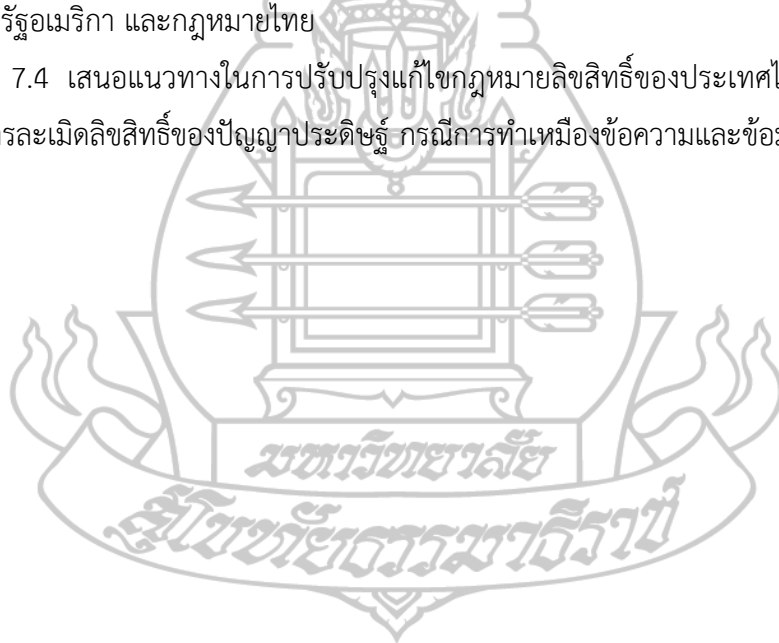 รัฐอเมริกา และกฎหมายไทย
7.4 เสนอแนวทางในการปรับปรุงแก้ไขกฎหมายลิขสิทธิ์ของประเทศไ
รละเมิดลิขสิทธิ์ของปัญญาประดิษฐ์ กรณีการทำเหมืองข้อความและข้อม
มหาวิทยาลัย
สุโขทัยธรรมาธิราช